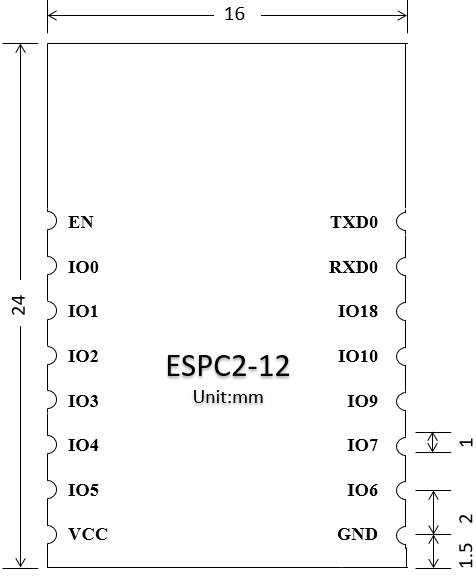 16
24
EN TXD0
IO0 RXD0
IO1 IO18
IO2 IO10
ESPC2-12
Unit:mm
IO3 IO9
IO4 IO7
1
IO5 IO6
2
VCC GND
1.5